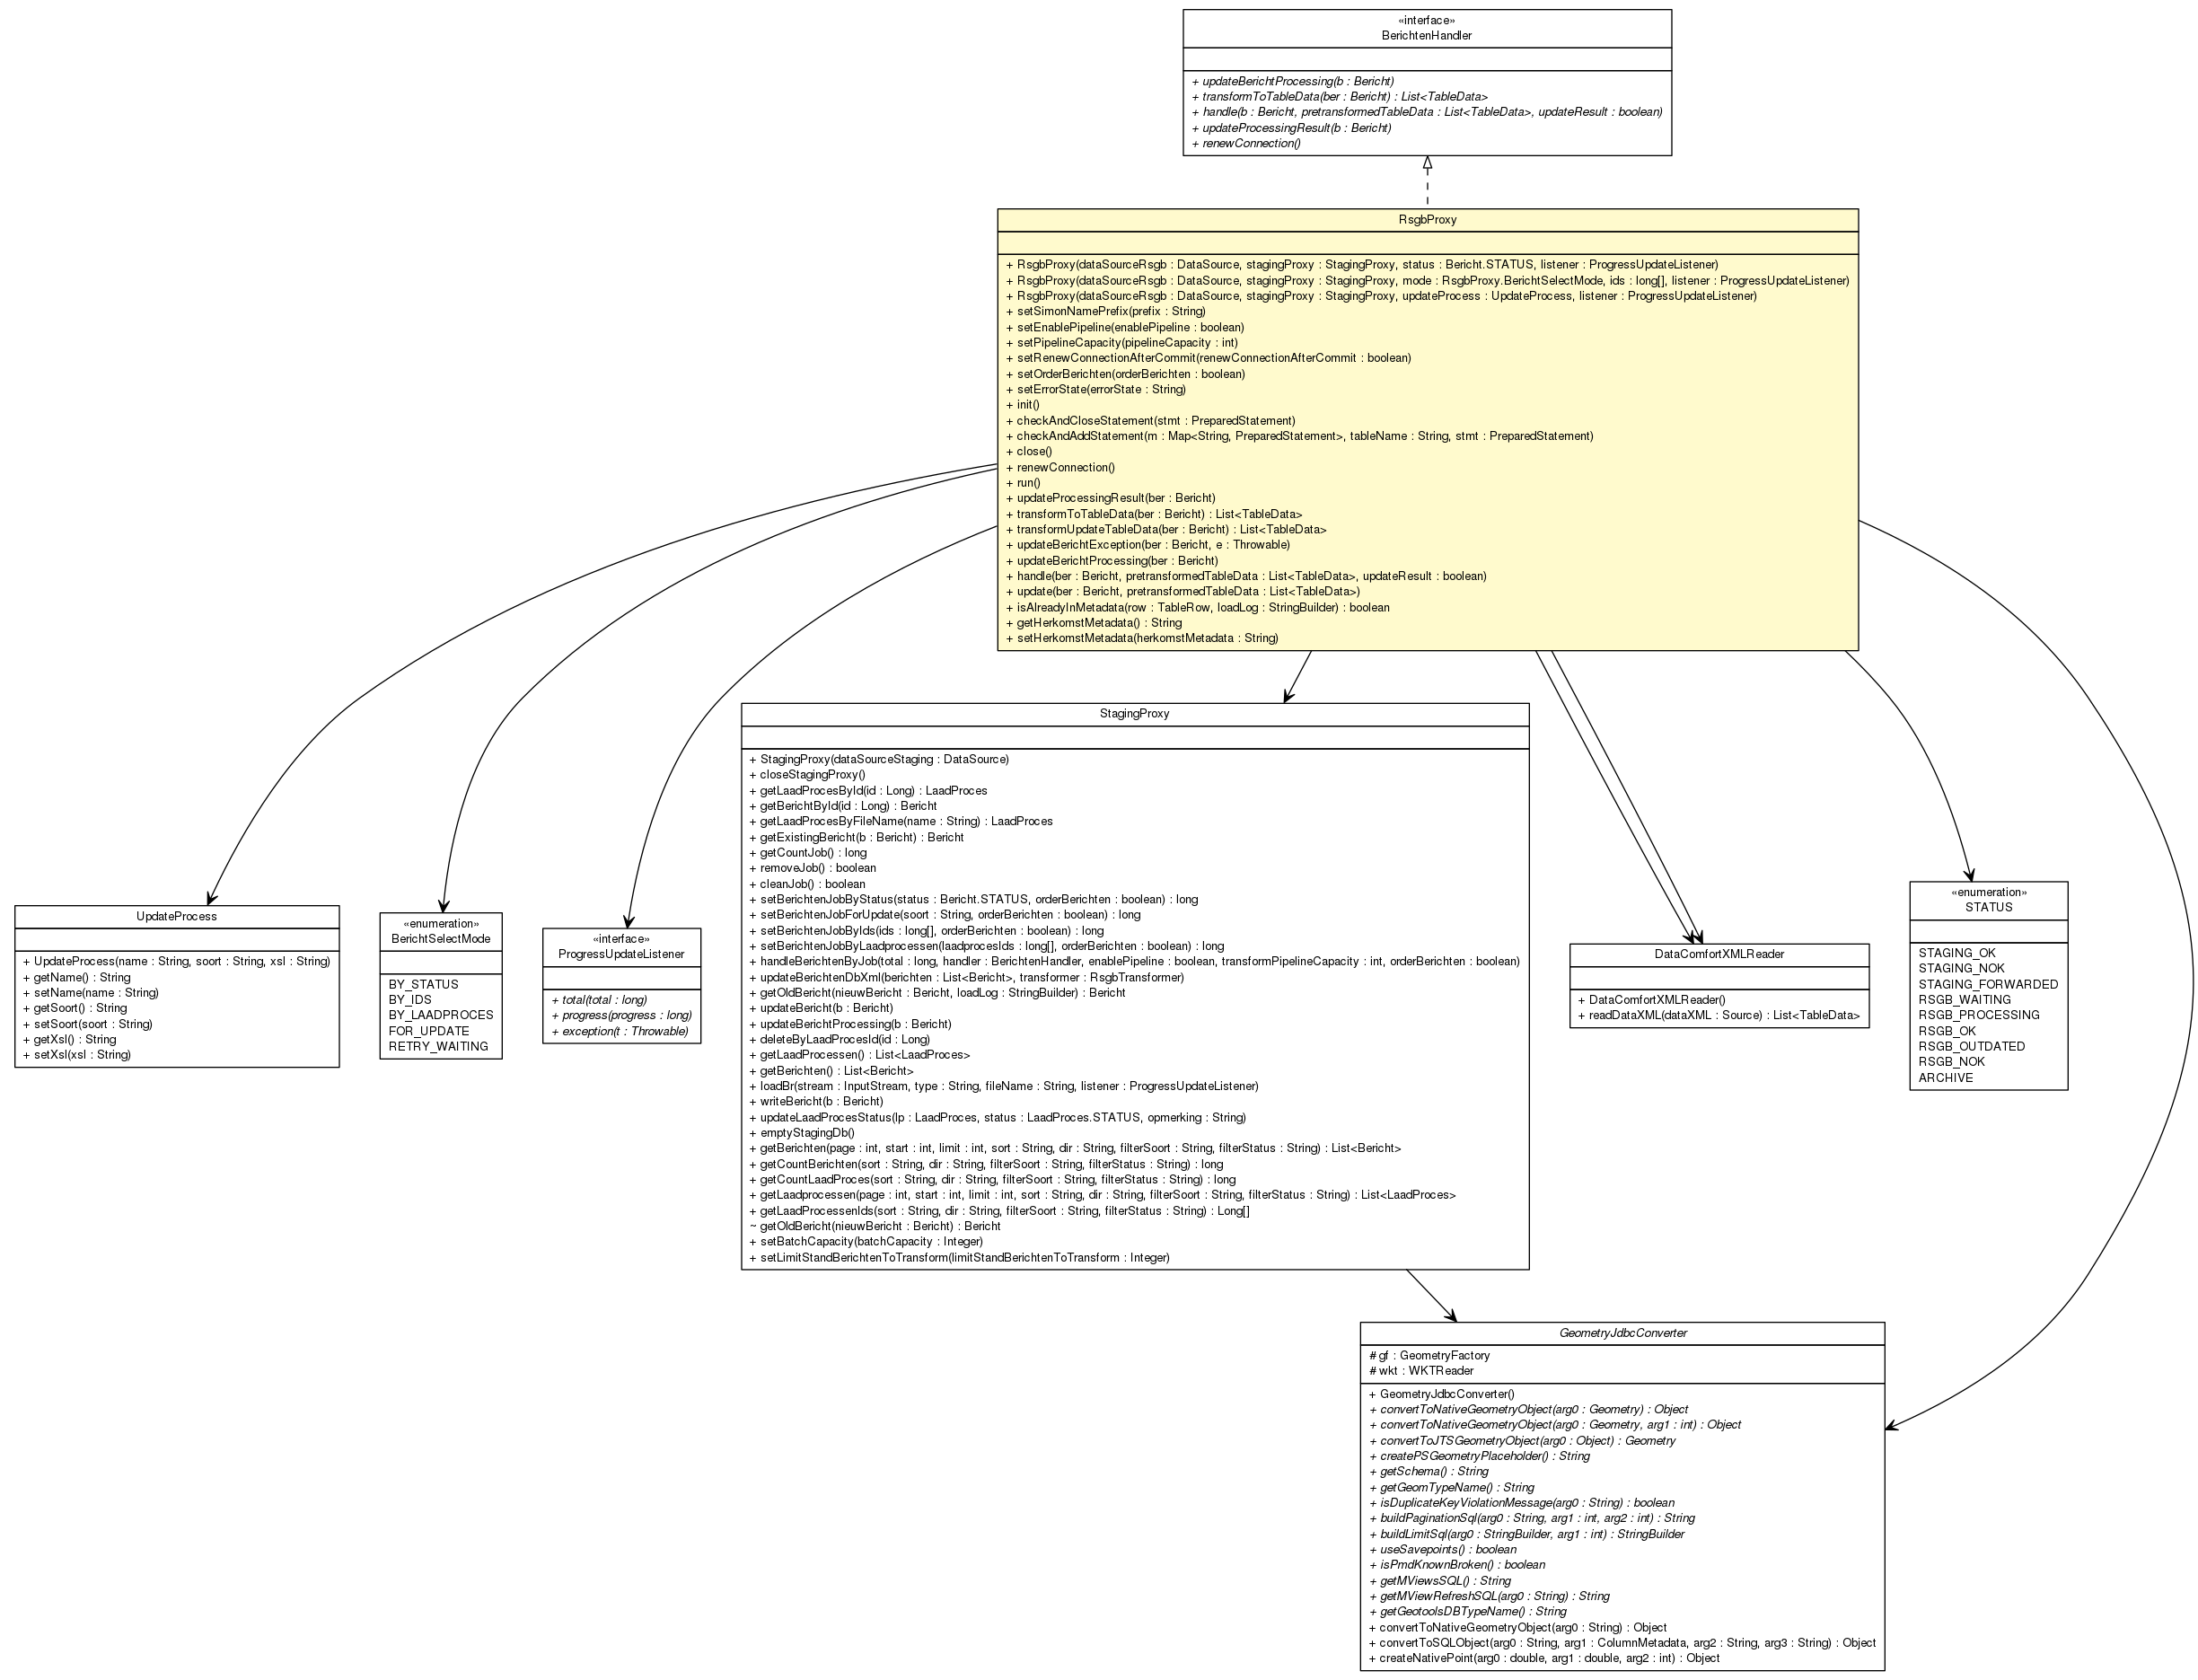 «interface»
BerichtenHandler
+ updateBerichtProcessing(b : Bericht)
+ transformToTableData(ber : Bericht) : List<TableData>
+ handle(b : Bericht, pretransformedTableData : List<TableData>, updateResult : boolean)
+ updateProcessingResult(b : Bericht)
+ renewConnection()
RsgbProxy
+ RsgbProxy(dataSourceRsgb : DataSource, stagingProxy : StagingProxy, status : Bericht.STATUS, listener : ProgressUpdateListener)
+ RsgbProxy(dataSourceRsgb : DataSource, stagingProxy : StagingProxy, mode : RsgbProxy.BerichtSelectMode, ids : long[], listener : ProgressUpdateListener)
+ RsgbProxy(dataSourceRsgb : DataSource, stagingProxy : StagingProxy, updateProcess : UpdateProcess, listener : ProgressUpdateListener)
+ setSimonNamePrefix(prefix : String)
+ setEnablePipeline(enablePipeline : boolean)
+ setPipelineCapacity(pipelineCapacity : int)
+ setRenewConnectionAfterCommit(renewConnectionAfterCommit : boolean)
+ setOrderBerichten(orderBerichten : boolean)
+ setErrorState(errorState : String)
+ init()
+ checkAndCloseStatement(stmt : PreparedStatement)
+ checkAndAddStatement(m : Map<String, PreparedStatement>, tableName : String, stmt : PreparedStatement)
+ close()
+ renewConnection()
+ run()
+ updateProcessingResult(ber : Bericht)
+ transformToTableData(ber : Bericht) : List<TableData>
+ transformUpdateTableData(ber : Bericht) : List<TableData>
+ updateBerichtException(ber : Bericht, e : Throwable)
+ updateBerichtProcessing(ber : Bericht)
+ handle(ber : Bericht, pretransformedTableData : List<TableData>, updateResult : boolean)
+ update(ber : Bericht, pretransformedTableData : List<TableData>)
+ isAlreadyInMetadata(row : TableRow, loadLog : StringBuilder) : boolean
+ getHerkomstMetadata() : String
+ setHerkomstMetadata(herkomstMetadata : String)
UpdateProcess
+ UpdateProcess(name : String, soort : String, xsl : String)
+ getName() : String
+ setName(name : String)
+ getSoort() : String
+ setSoort(soort : String)
+ getXsl() : String
+ setXsl(xsl : String)
«enumeration»
BerichtSelectMode
BY_STATUS
BY_IDS
BY_LAADPROCES
FOR_UPDATE
RETRY_WAITING
«interface»
ProgressUpdateListener
+ total(total : long)
+ progress(progress : long)
+ exception(t : Throwable)
StagingProxy
+ StagingProxy(dataSourceStaging : DataSource)
+ closeStagingProxy()
+ getLaadProcesById(id : Long) : LaadProces
+ getBerichtById(id : Long) : Bericht
+ getLaadProcesByFileName(name : String) : LaadProces
+ getExistingBericht(b : Bericht) : Bericht
+ getCountJob() : long
+ removeJob() : boolean
+ cleanJob() : boolean
+ setBerichtenJobByStatus(status : Bericht.STATUS, orderBerichten : boolean) : long
+ setBerichtenJobForUpdate(soort : String, orderBerichten : boolean) : long
+ setBerichtenJobByIds(ids : long[], orderBerichten : boolean) : long
+ setBerichtenJobByLaadprocessen(laadprocesIds : long[], orderBerichten : boolean) : long
+ handleBerichtenByJob(total : long, handler : BerichtenHandler, enablePipeline : boolean, transformPipelineCapacity : int, orderBerichten : boolean)
+ updateBerichtenDbXml(berichten : List<Bericht>, transformer : RsgbTransformer)
+ getOldBericht(nieuwBericht : Bericht, loadLog : StringBuilder) : Bericht
+ updateBericht(b : Bericht)
+ updateBerichtProcessing(b : Bericht)
+ deleteByLaadProcesId(id : Long)
+ getLaadProcessen() : List<LaadProces>
+ getBerichten() : List<Bericht>
+ loadBr(stream : InputStream, type : String, fileName : String, listener : ProgressUpdateListener)
+ writeBericht(b : Bericht)
+ updateLaadProcesStatus(lp : LaadProces, status : LaadProces.STATUS, opmerking : String)
+ emptyStagingDb()
+ getBerichten(page : int, start : int, limit : int, sort : String, dir : String, filterSoort : String, filterStatus : String) : List<Bericht>
+ getCountBerichten(sort : String, dir : String, filterSoort : String, filterStatus : String) : long
+ getCountLaadProces(sort : String, dir : String, filterSoort : String, filterStatus : String) : long
+ getLaadprocessen(page : int, start : int, limit : int, sort : String, dir : String, filterSoort : String, filterStatus : String) : List<LaadProces>
+ getLaadProcessenIds(sort : String, dir : String, filterSoort : String, filterStatus : String) : Long[]
~ getOldBericht(nieuwBericht : Bericht) : Bericht
+ setBatchCapacity(batchCapacity : Integer)
+ setLimitStandBerichtenToTransform(limitStandBerichtenToTransform : Integer)
DataComfortXMLReader
+ DataComfortXMLReader()
+ readDataXML(dataXML : Source) : List<TableData>
«enumeration»
STATUS
STAGING_OK
STAGING_NOK
STAGING_FORWARDED
RSGB_WAITING
RSGB_PROCESSING
RSGB_OK
RSGB_OUTDATED
RSGB_NOK
ARCHIVE
GeometryJdbcConverter
# gf : GeometryFactory
# wkt : WKTReader
+ GeometryJdbcConverter()
+ convertToNativeGeometryObject(arg0 : Geometry) : Object
+ convertToNativeGeometryObject(arg0 : Geometry, arg1 : int) : Object
+ convertToJTSGeometryObject(arg0 : Object) : Geometry
+ createPSGeometryPlaceholder() : String
+ getSchema() : String
+ getGeomTypeName() : String
+ isDuplicateKeyViolationMessage(arg0 : String) : boolean
+ buildPaginationSql(arg0 : String, arg1 : int, arg2 : int) : String
+ buildLimitSql(arg0 : StringBuilder, arg1 : int) : StringBuilder
+ useSavepoints() : boolean
+ isPmdKnownBroken() : boolean
+ getMViewsSQL() : String
+ getMViewRefreshSQL(arg0 : String) : String
+ getGeotoolsDBTypeName() : String
+ convertToNativeGeometryObject(arg0 : String) : Object
+ convertToSQLObject(arg0 : String, arg1 : ColumnMetadata, arg2 : String, arg3 : String) : Object
+ createNativePoint(arg0 : double, arg1 : double, arg2 : int) : Object